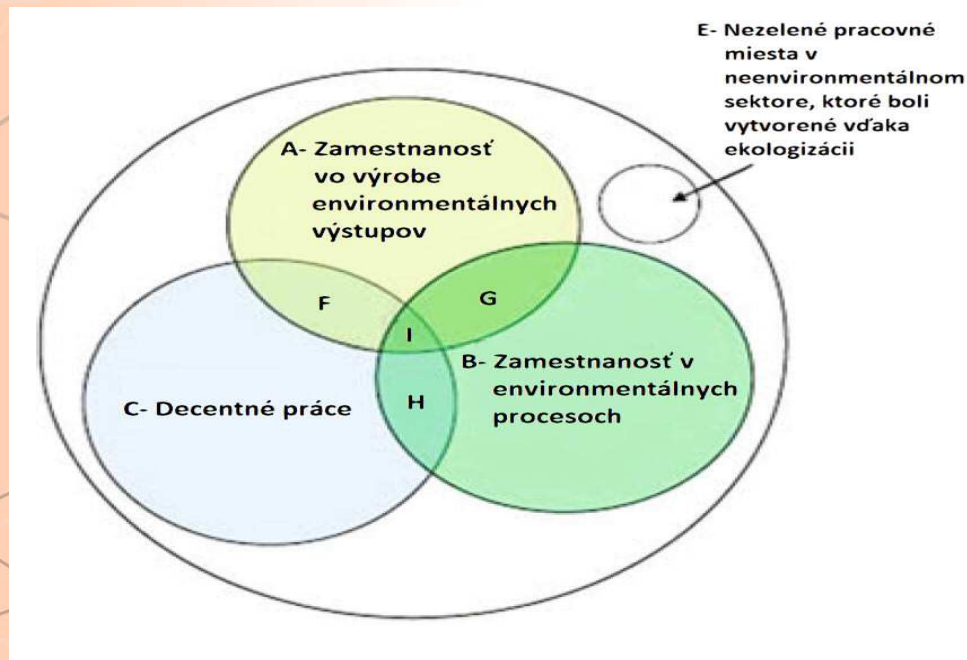 E- Nezelené pracovné
miesta v
neenvironmentálnom
sektore, ktoré boli
vytvorené vďaka
ekologizácii
A- Zamestnanosť
vo výrobe
environmentálnych
výstupov
F
G
I
B- Zamestnanosť v
environmentálnych
procesoch
C- Decentné práce
H